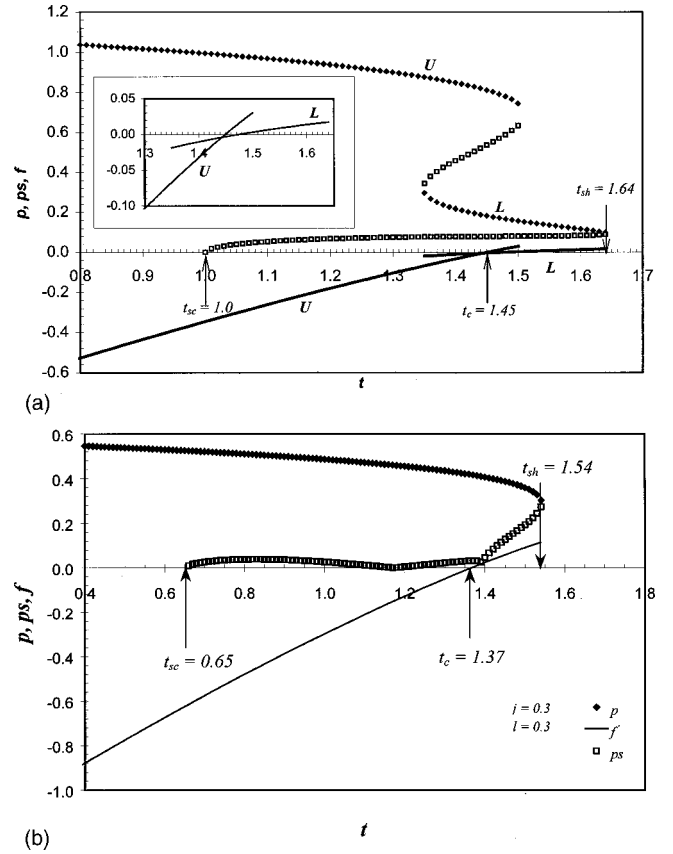 1.2
1.0
0.8
0.6
0.4
0.2
0.0
-0.2
-0.4
-0.6
p, ps, f
U
0.05
0.00
-0.05
-0.10
1.3
1.4
1.5
1.6
L
U
L
t_sh = 1.64
0.8
0.9
1.0
1.1
1.2
1.3
1.4
1.5
1.6
1.7
L
t_sc = 1.0
U
t_c = 1.45
t
(a)
0.6
0.4
0.2
0.0
-0.2
-0.4
-0.6
-0.8
-1.0
p, ps, f
t_sh = 1.54
0.4
0.6
0.8
1.0
1.2
1.4
1.6
1.8
t_sc = 0.65
t_c = 1.37
j = 0.3
l = 0.3
p
f
ps
t
(b)